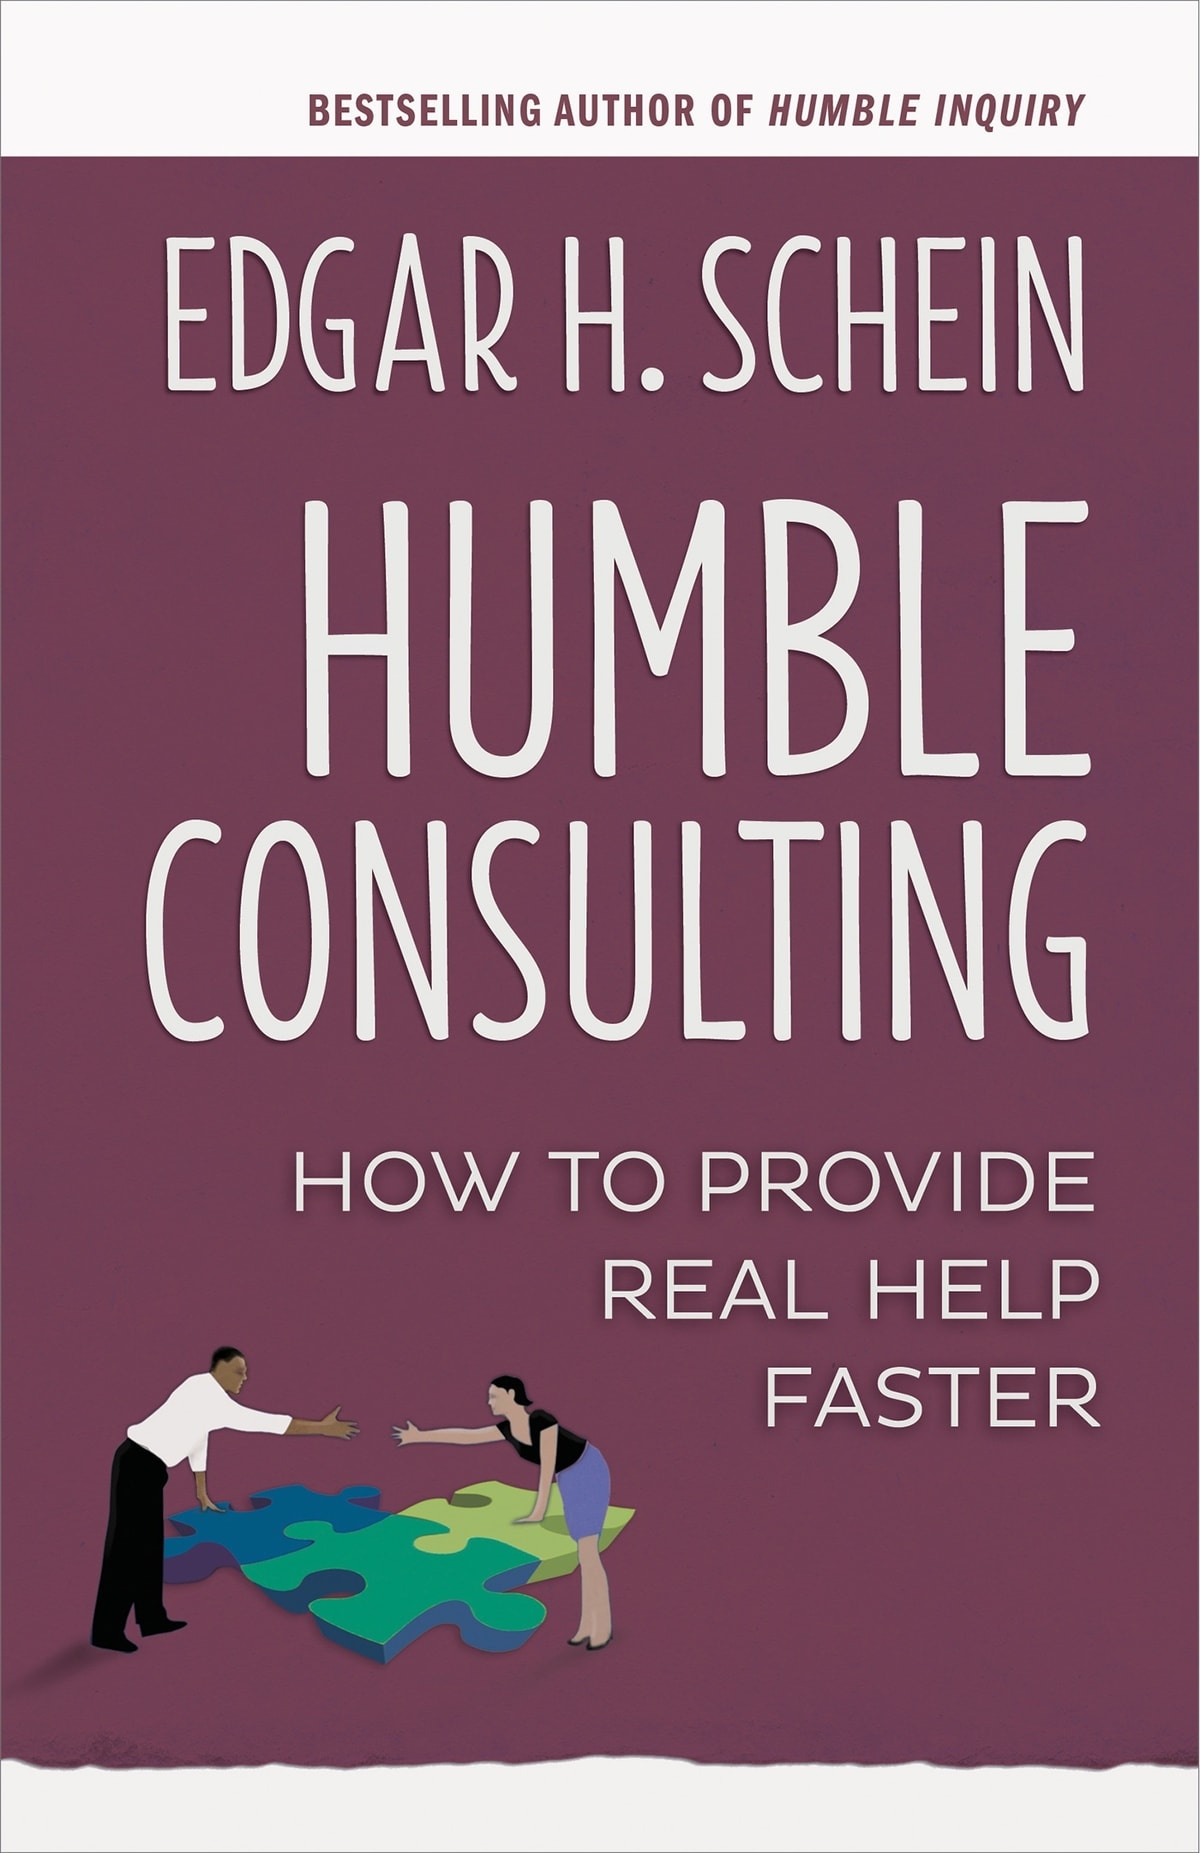 BESTSELLING AUTHOR OF HUMBLE INQUIRY
EDGAR H. SCHEIN
HUMBLE
CONSULTING
HOW TO PROVIDE
REAL HELP
FASTER